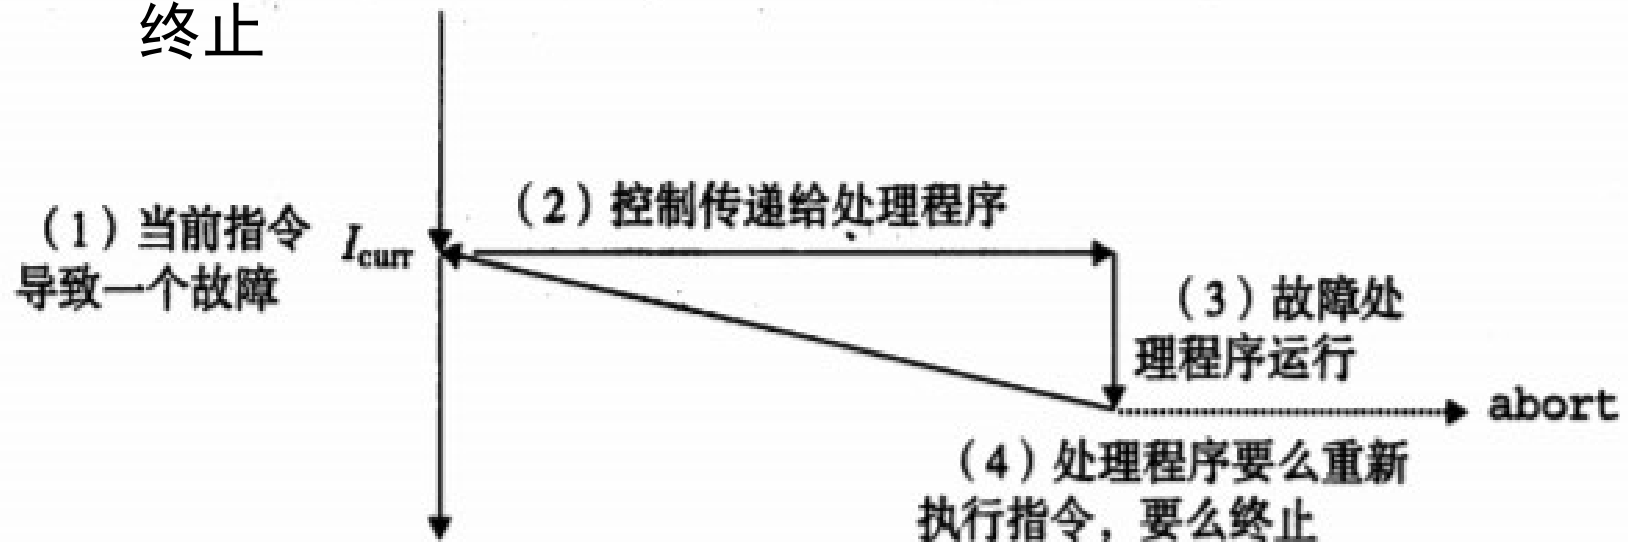 终止
（2）控制传递给处理程序
（1）当前指令
导致一个故障
Icurr
（3）故障处
理程序运行
abort
（4）处理程序要么重新
执行指令，要么终止